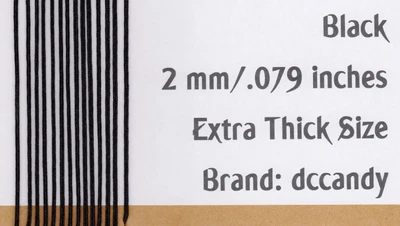 Black
2 mm/.079 inches
Extra Thick Size
Brand: dccandy